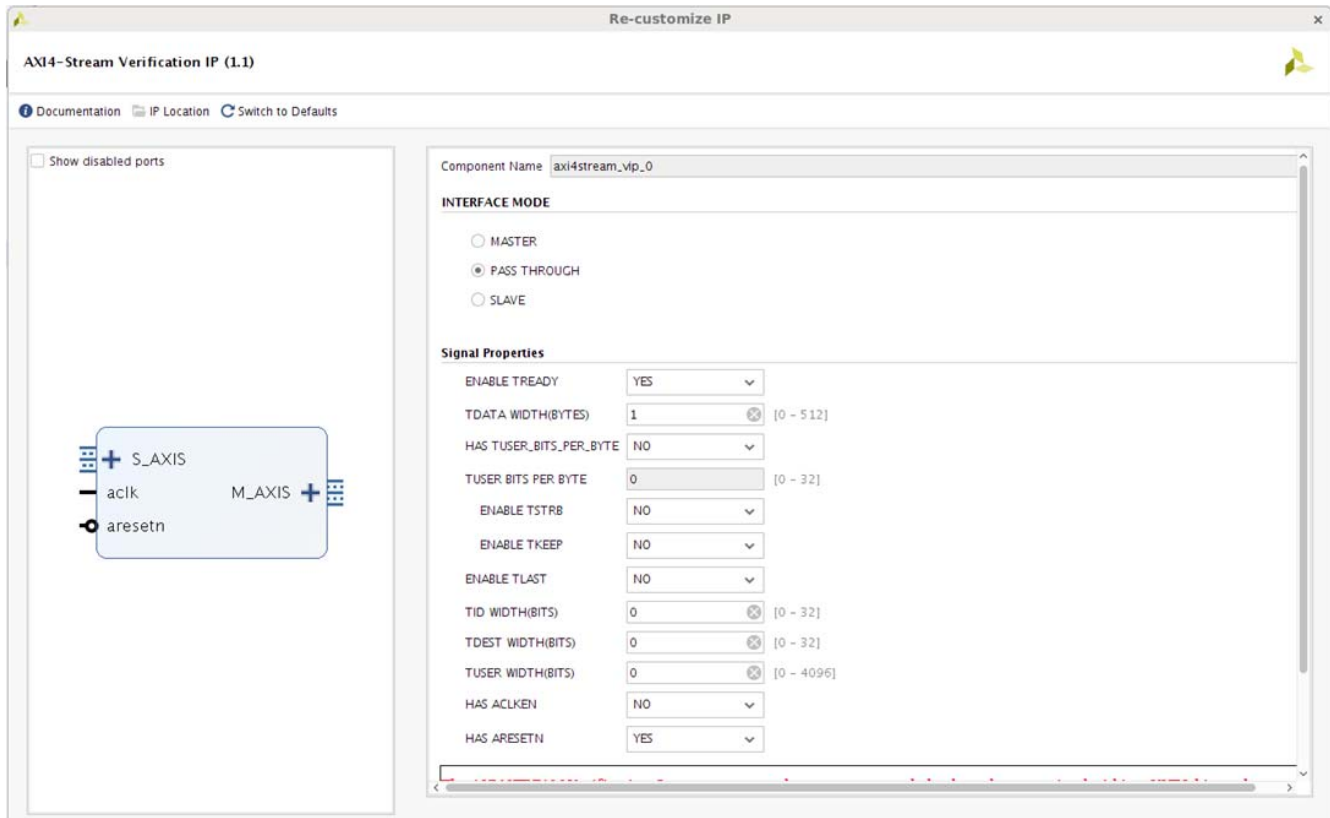 Re-customize IP
AXI4-Stream Verification IP (1.1)
Documentation IP Location Switch to Defaults
Show disabled ports
S_AXIS
aclk M_AXIS
aresetn
Component Name axi4stream_vip_0
INTERFACE MODE
MASTER
PASS THROUGH
SLAVE
Signal Properties
ENABLE TREADY YES
TDATA WIDTH(BYTES) 1 [0 - 512]
HAS TUSER_BITS_PER_BYTE NO
TUSER BITS PER BYTE 0 [0 - 32]
ENABLE TSTRB NO
ENABLE TKEEP NO
ENABLE TLAST NO
TID WIDTH(BITS) 0 [0 - 32]
TDEST WIDTH(BITS) 0 [0 - 32]
TUSER WIDTH(BITS) 0 [0 - 4096]
HAS ACLKEN NO
HAS ARESETN YES